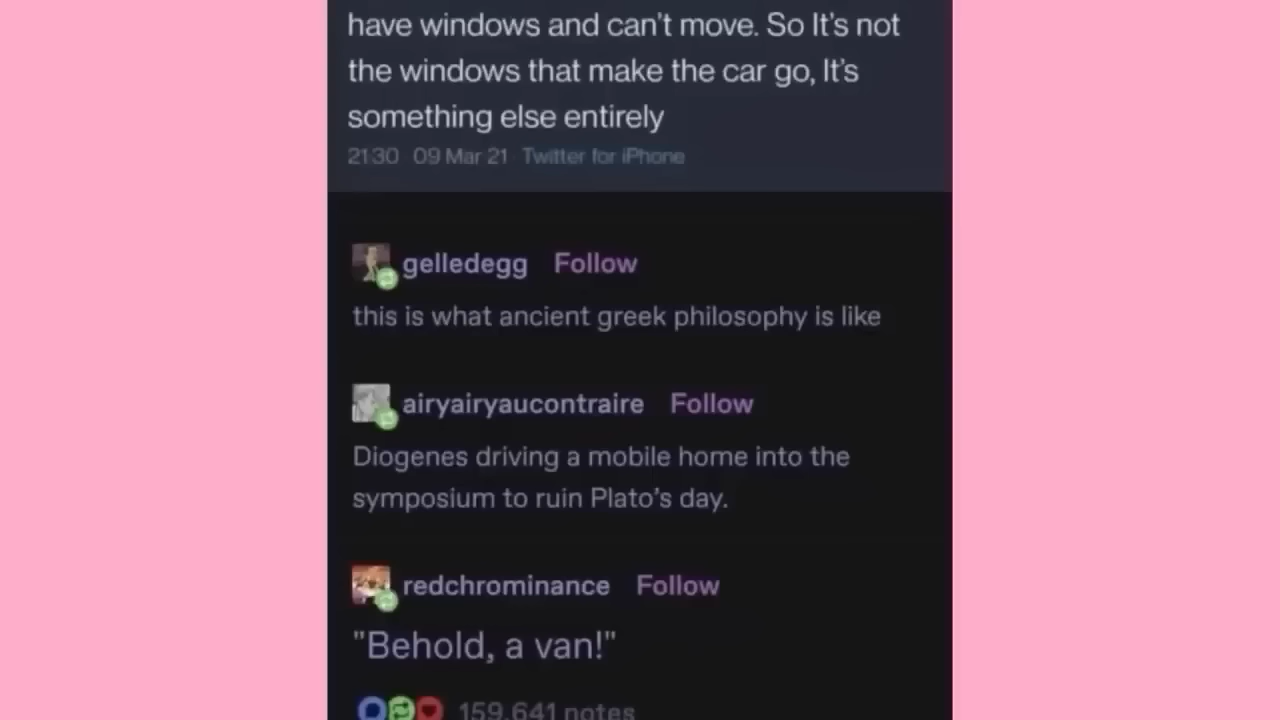 have windows and can't move. So It's not
the windows that make the car go, It's
something else entirely
21:30 09 Mar 21 Twitter for iPhone
gelledegg Follow
this is what ancient greek philosophy is like
airyairyaucontraire Follow
Diogenes driving a mobile home into the
symposium to ruin Plato's day.
redchrominance Follow
"Behold, a van!"
159,641 notes